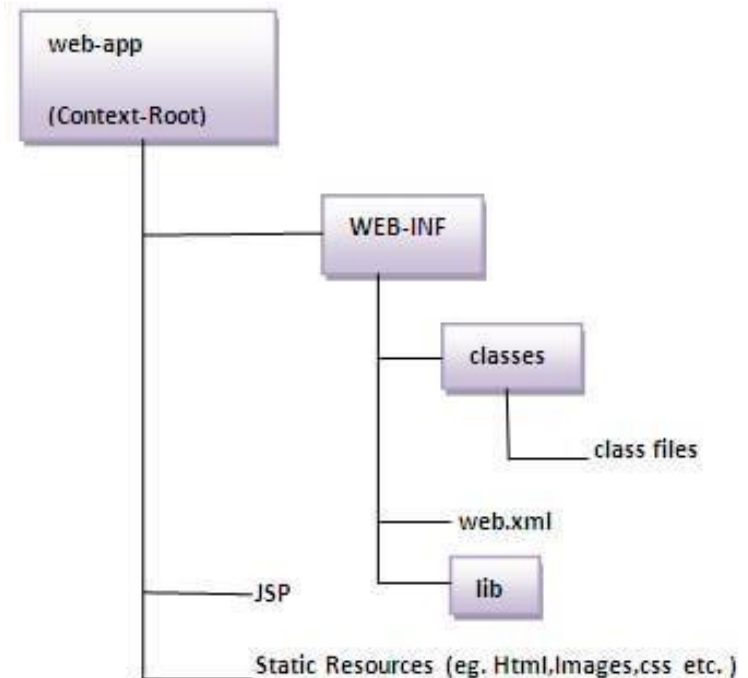 web-app
(Context-Root)
WEB-INF
classes
class files
web.xml
lib
JSP
Static Resources (eg. Html,Images,css etc. )